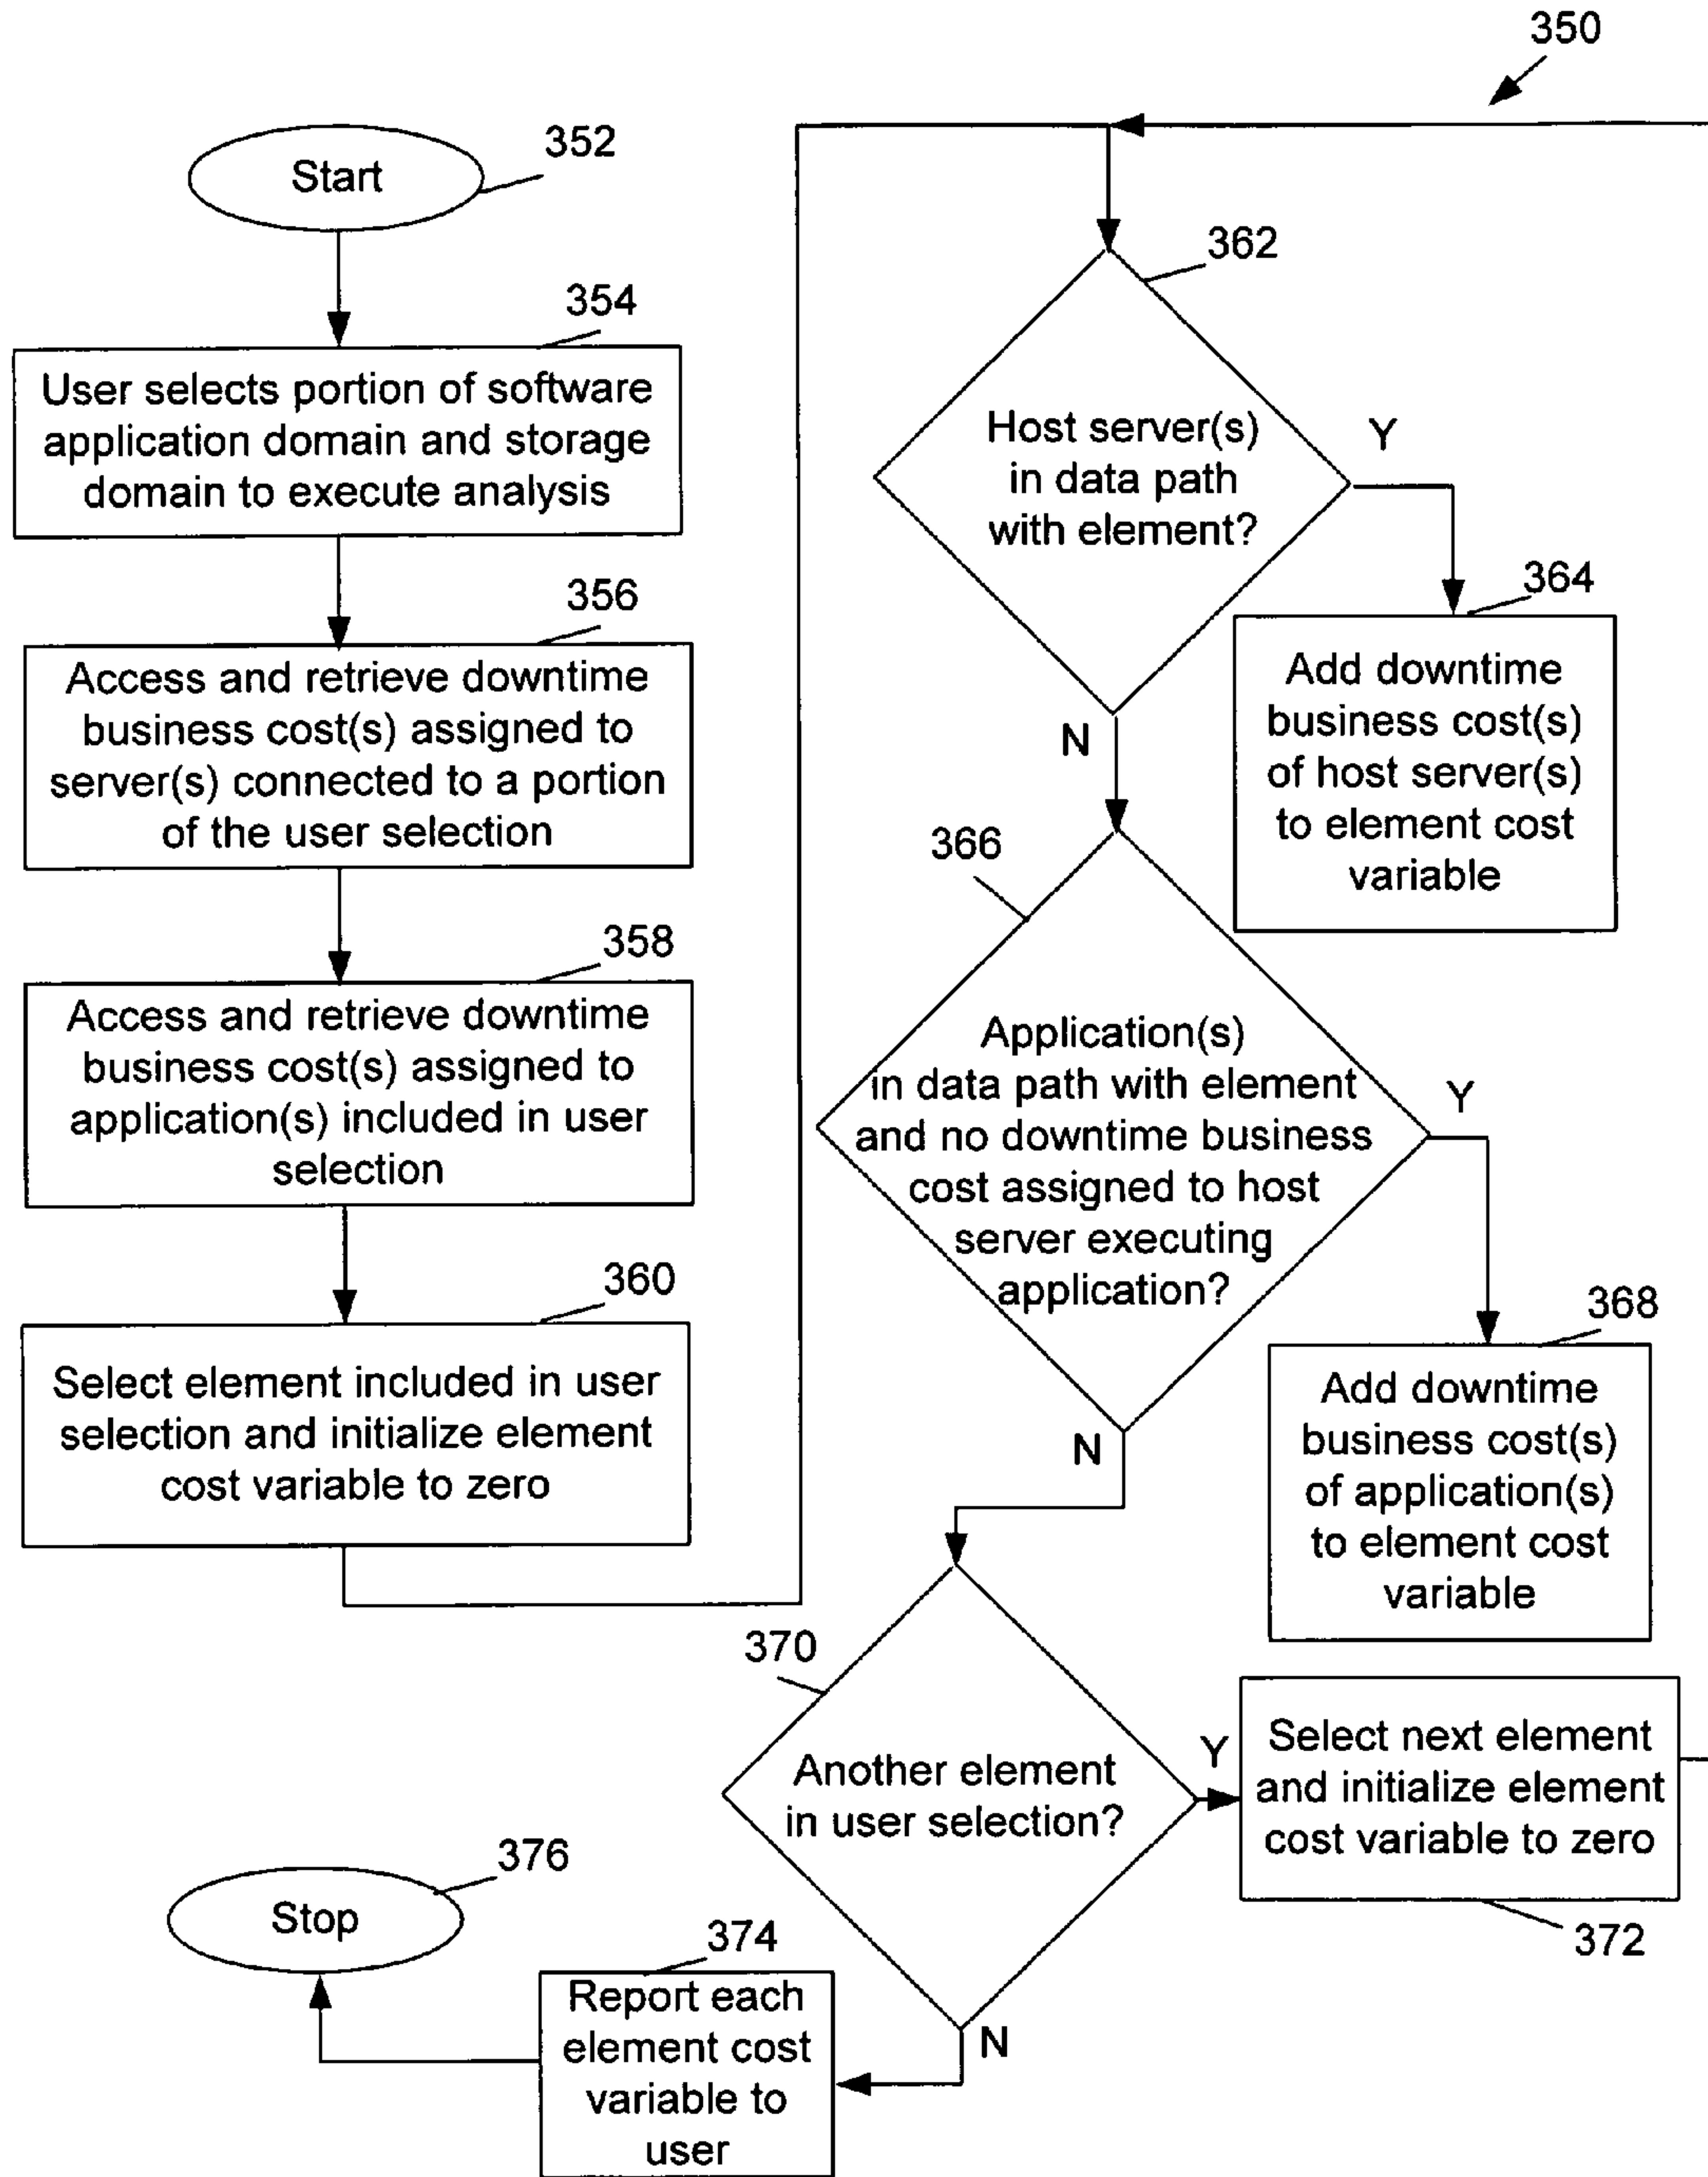 350
Start
352
354
User selects portion of software
application domain and storage
domain to execute analysis
356
Access and retrieve downtime
business cost(s) assigned to
server(s) connected to a portion
of the user selection
358
Access and retrieve downtime
business cost(s) assigned to
application(s) included in user
selection
360
Select element included in user
selection and initialize element
cost variable to zero
362
Host server(s)
in data path
with element?
Y
N
364
Add downtime
business cost(s)
of host server(s)
to element cost
variable
366
Application(s)
in data path with element
and no downtime business
cost assigned to host
server executing
application?
Y
N
368
Add downtime
business cost(s)
of application(s)
to element cost
variable
370
Another element
in user selection?
Y
N
Select next element
and initialize element
cost variable to zero
372
374
Report each
element cost
variable to
user
376
Stop